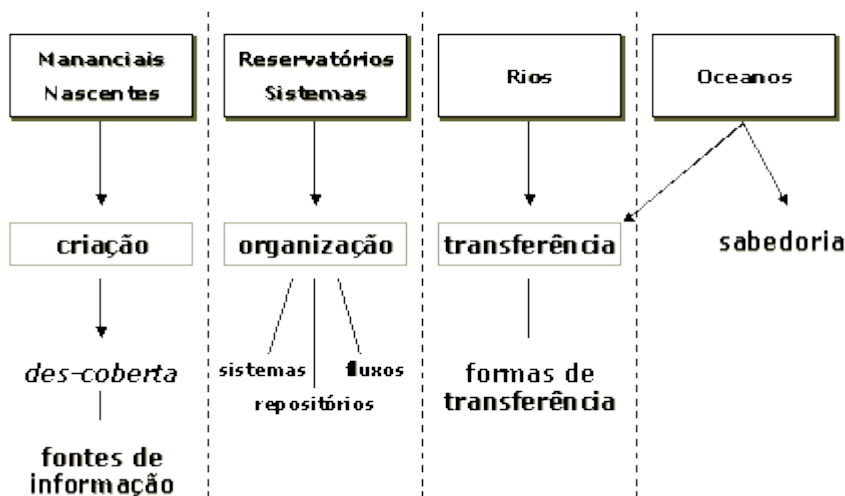 Mananciais
Nascentes
Reservatórios
Sistemas
Rios
Oceanos
criação
organização
transferência
sabedoria
des-coberta
sistemas
fluxos
repositórios
formas de
transferência
fontes de
informação